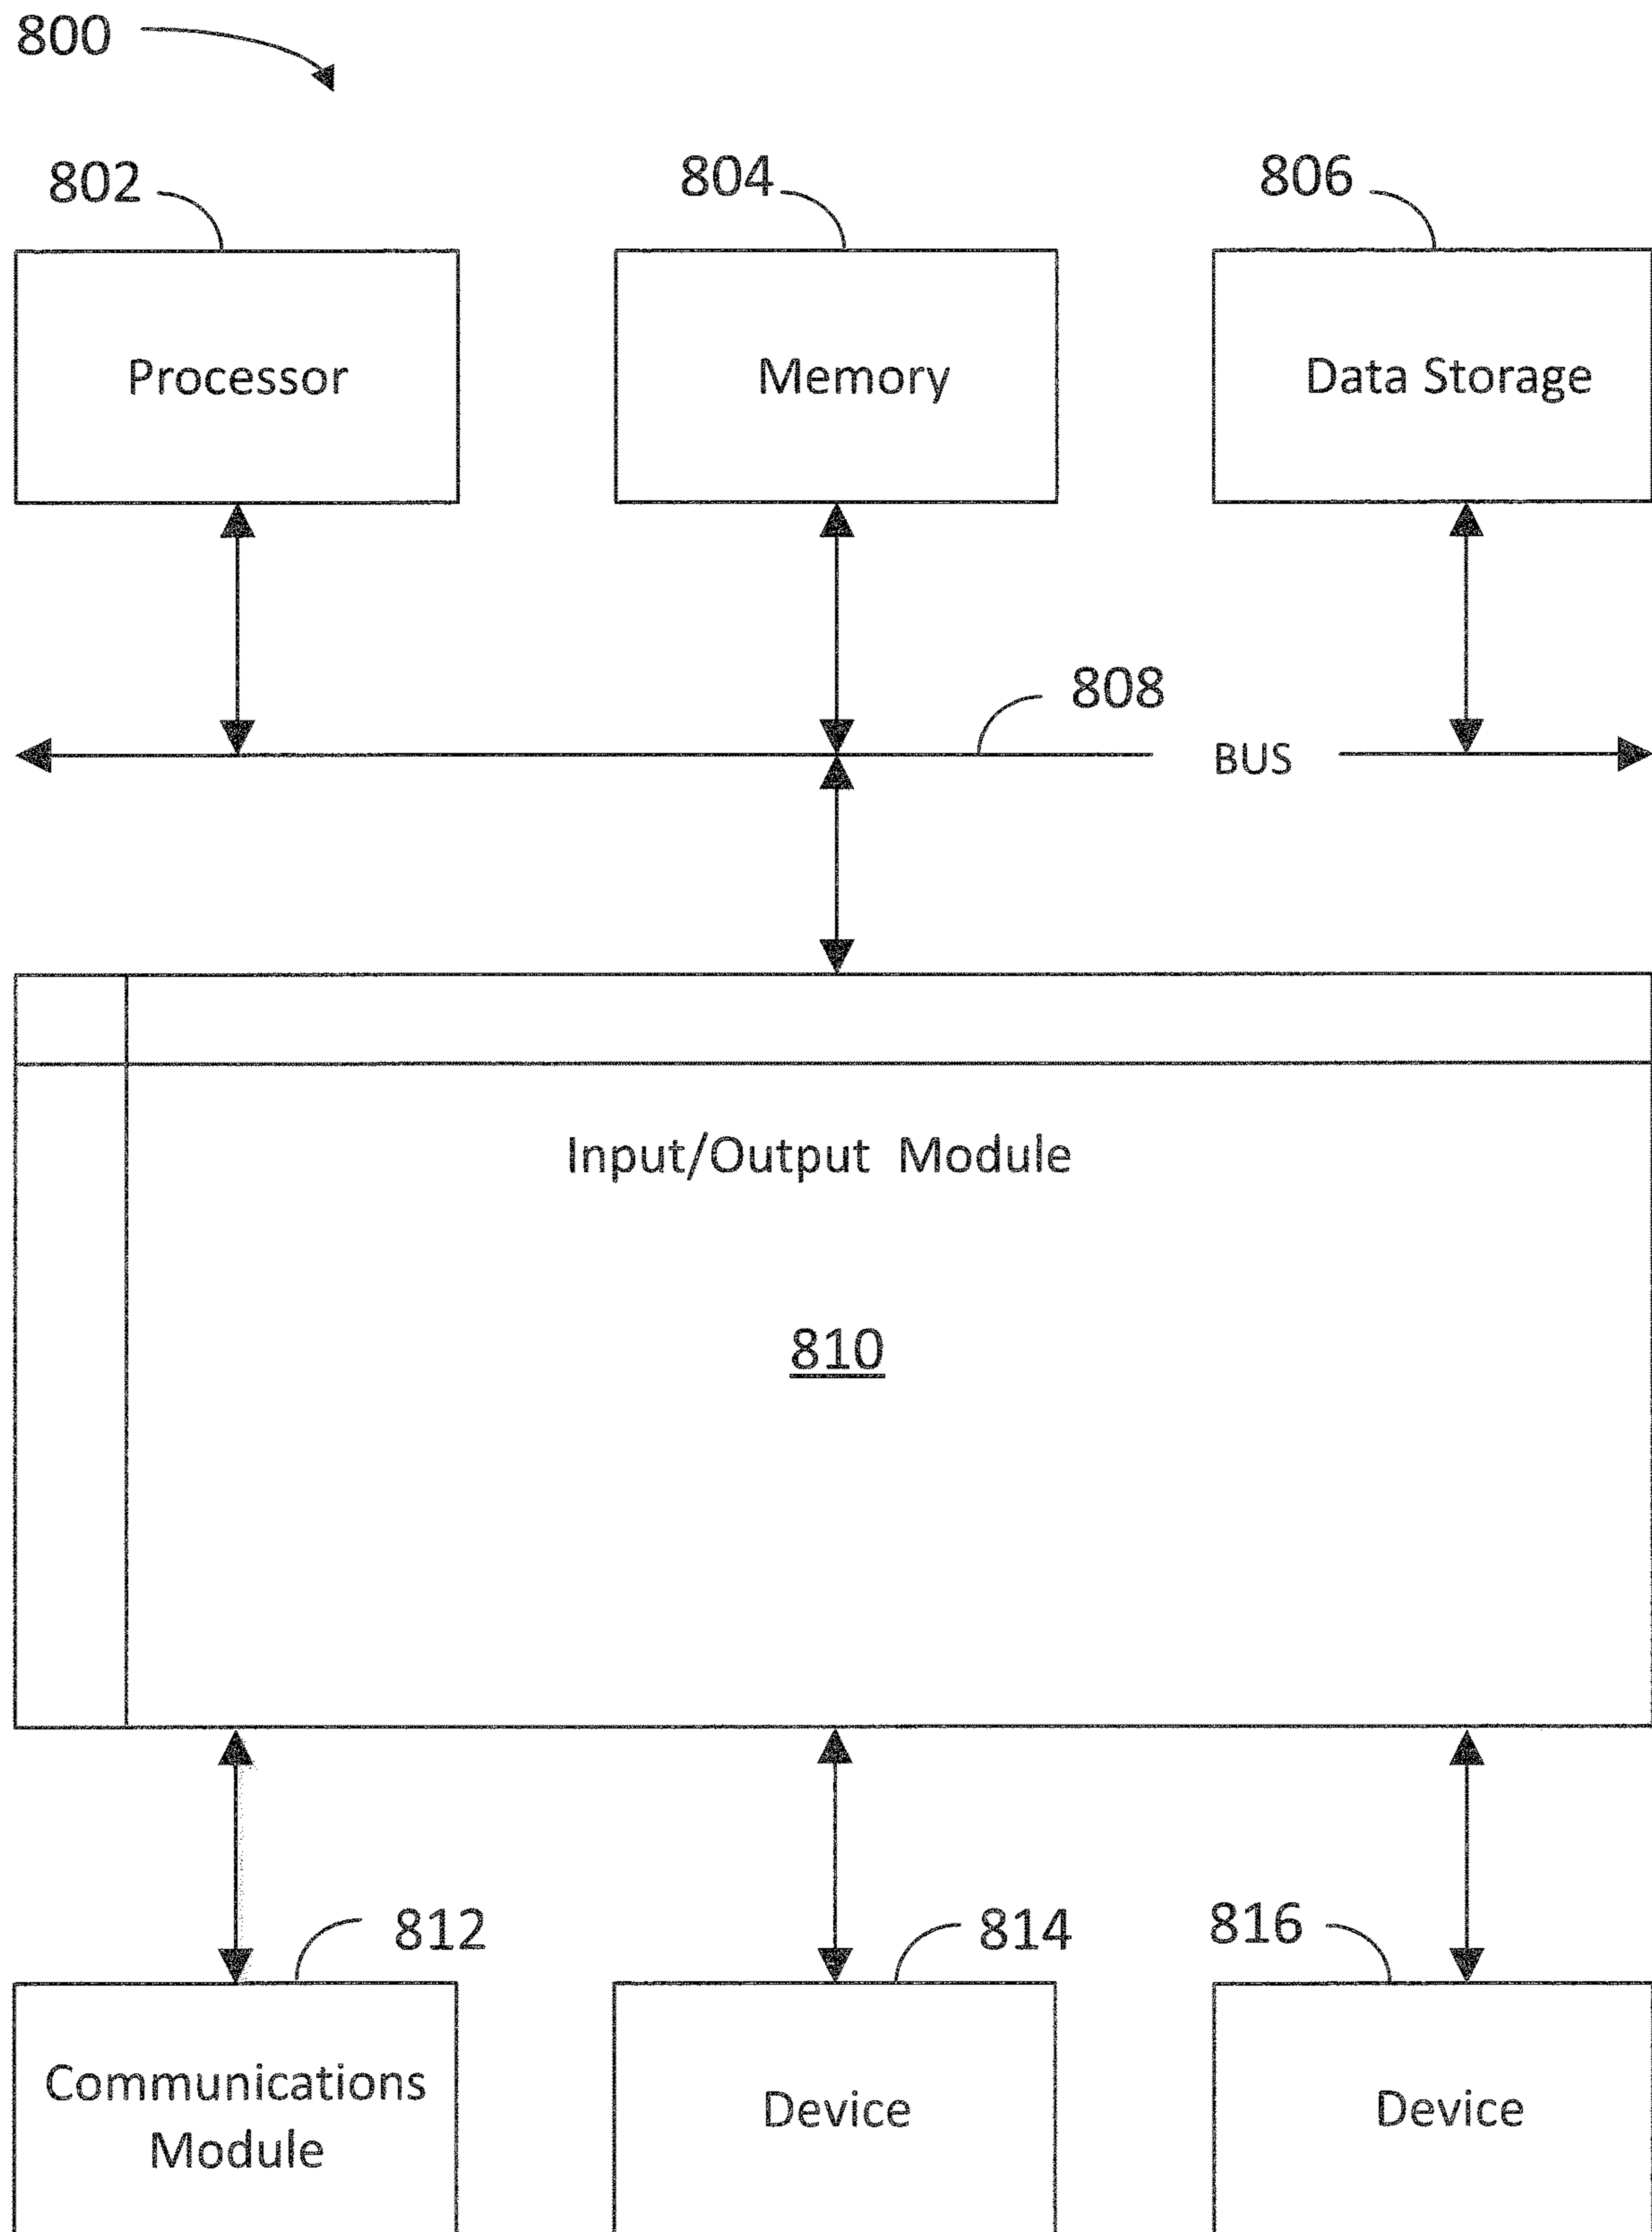 800
802
804
806
Processor
Memory
Data Storage
808
BUS
Input/Output Module
810
812
814
816
Communications
Module
Device
Device